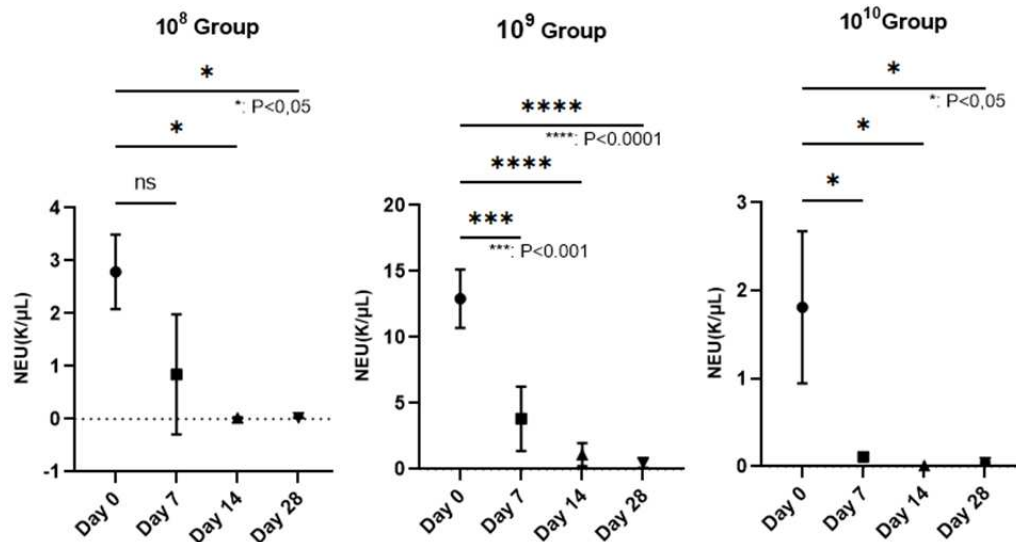 10⁸ Group
*
*: P<0,05
*
ns
NEU(K/µL)
4
3
2
1
0
-1
Day 0
Day 7
Day 14
Day 28
10⁹ Group
****
****: P<0.0001
****
***
***: P<0.001
NEU(K/µL)
20
15
10
5
0
Day 0
Day 7
Day 14
Day 28
10¹⁰Group
*
*: P<0,05
*
*
NEU(K/µL)
3
2
1
0
Day 0
Day 7
Day 14
Day 28